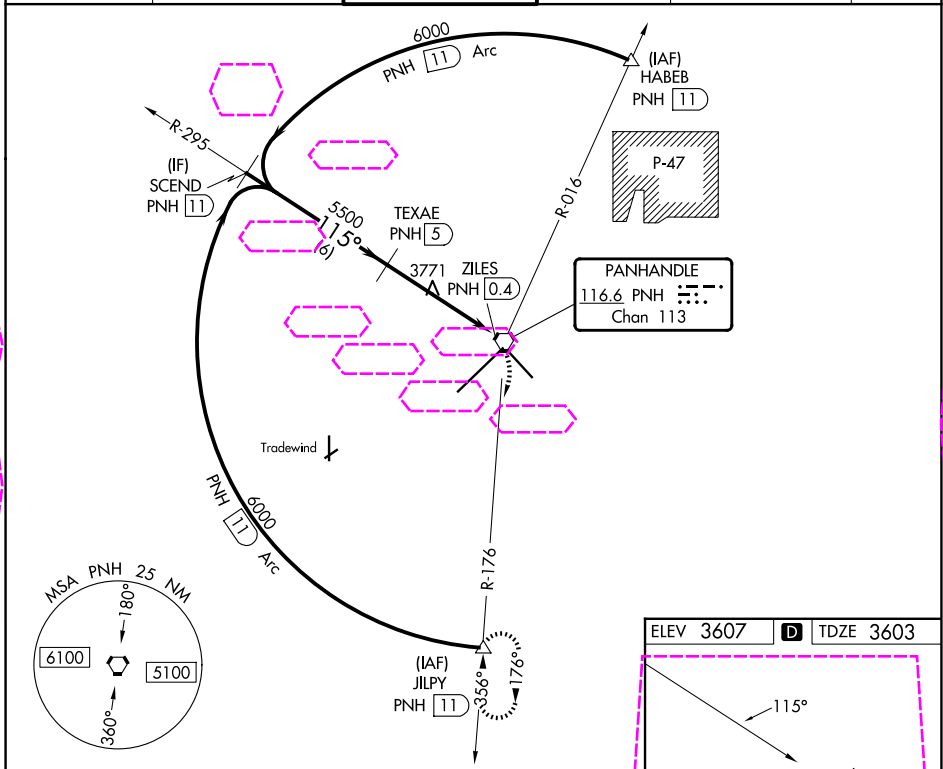 6000
PNH 11 Arc
(IAF)
HABEB
PNH 11
R-295
P-47
(IF)
SCEND
PNH 11
R-016
5500
115°
(6)
TEXAE
PNH 5
3771
ZILES
PNH 0.4
PANHANDLE
116.6 PNH
Chan 113
Tradewind
6000
PNH 11 Arc
R-176
MSA PNH 25 NM
180°
6100
5100
360°
(IAF)
JILPY
PNH 11
356°
176°
ELEV 3607 D TDZE 3603
115°